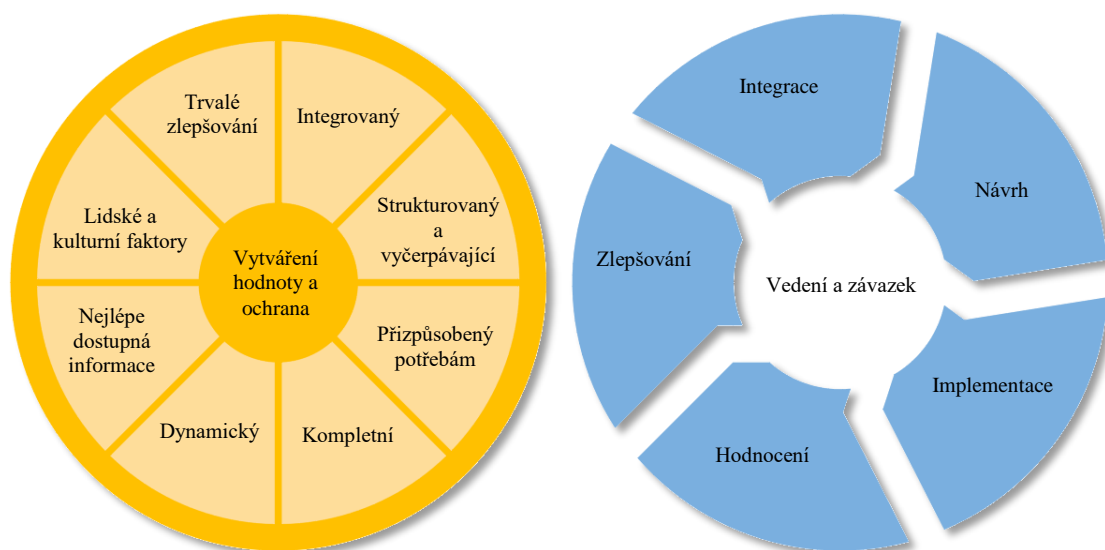 Trvalé
zlepšování
Integrovaný
Strukturovaný
a
vyčerpávající
Přizpůsobený
potřebám
Kompletní
Dynamický
Nejlépe
dostupná
informace
Lidské a
kulturní faktory
Vytváření
hodnoty a
ochrana
Integrace
Návrh
Implementace
Hodnocení
Zlepšování
Vedení a závazek